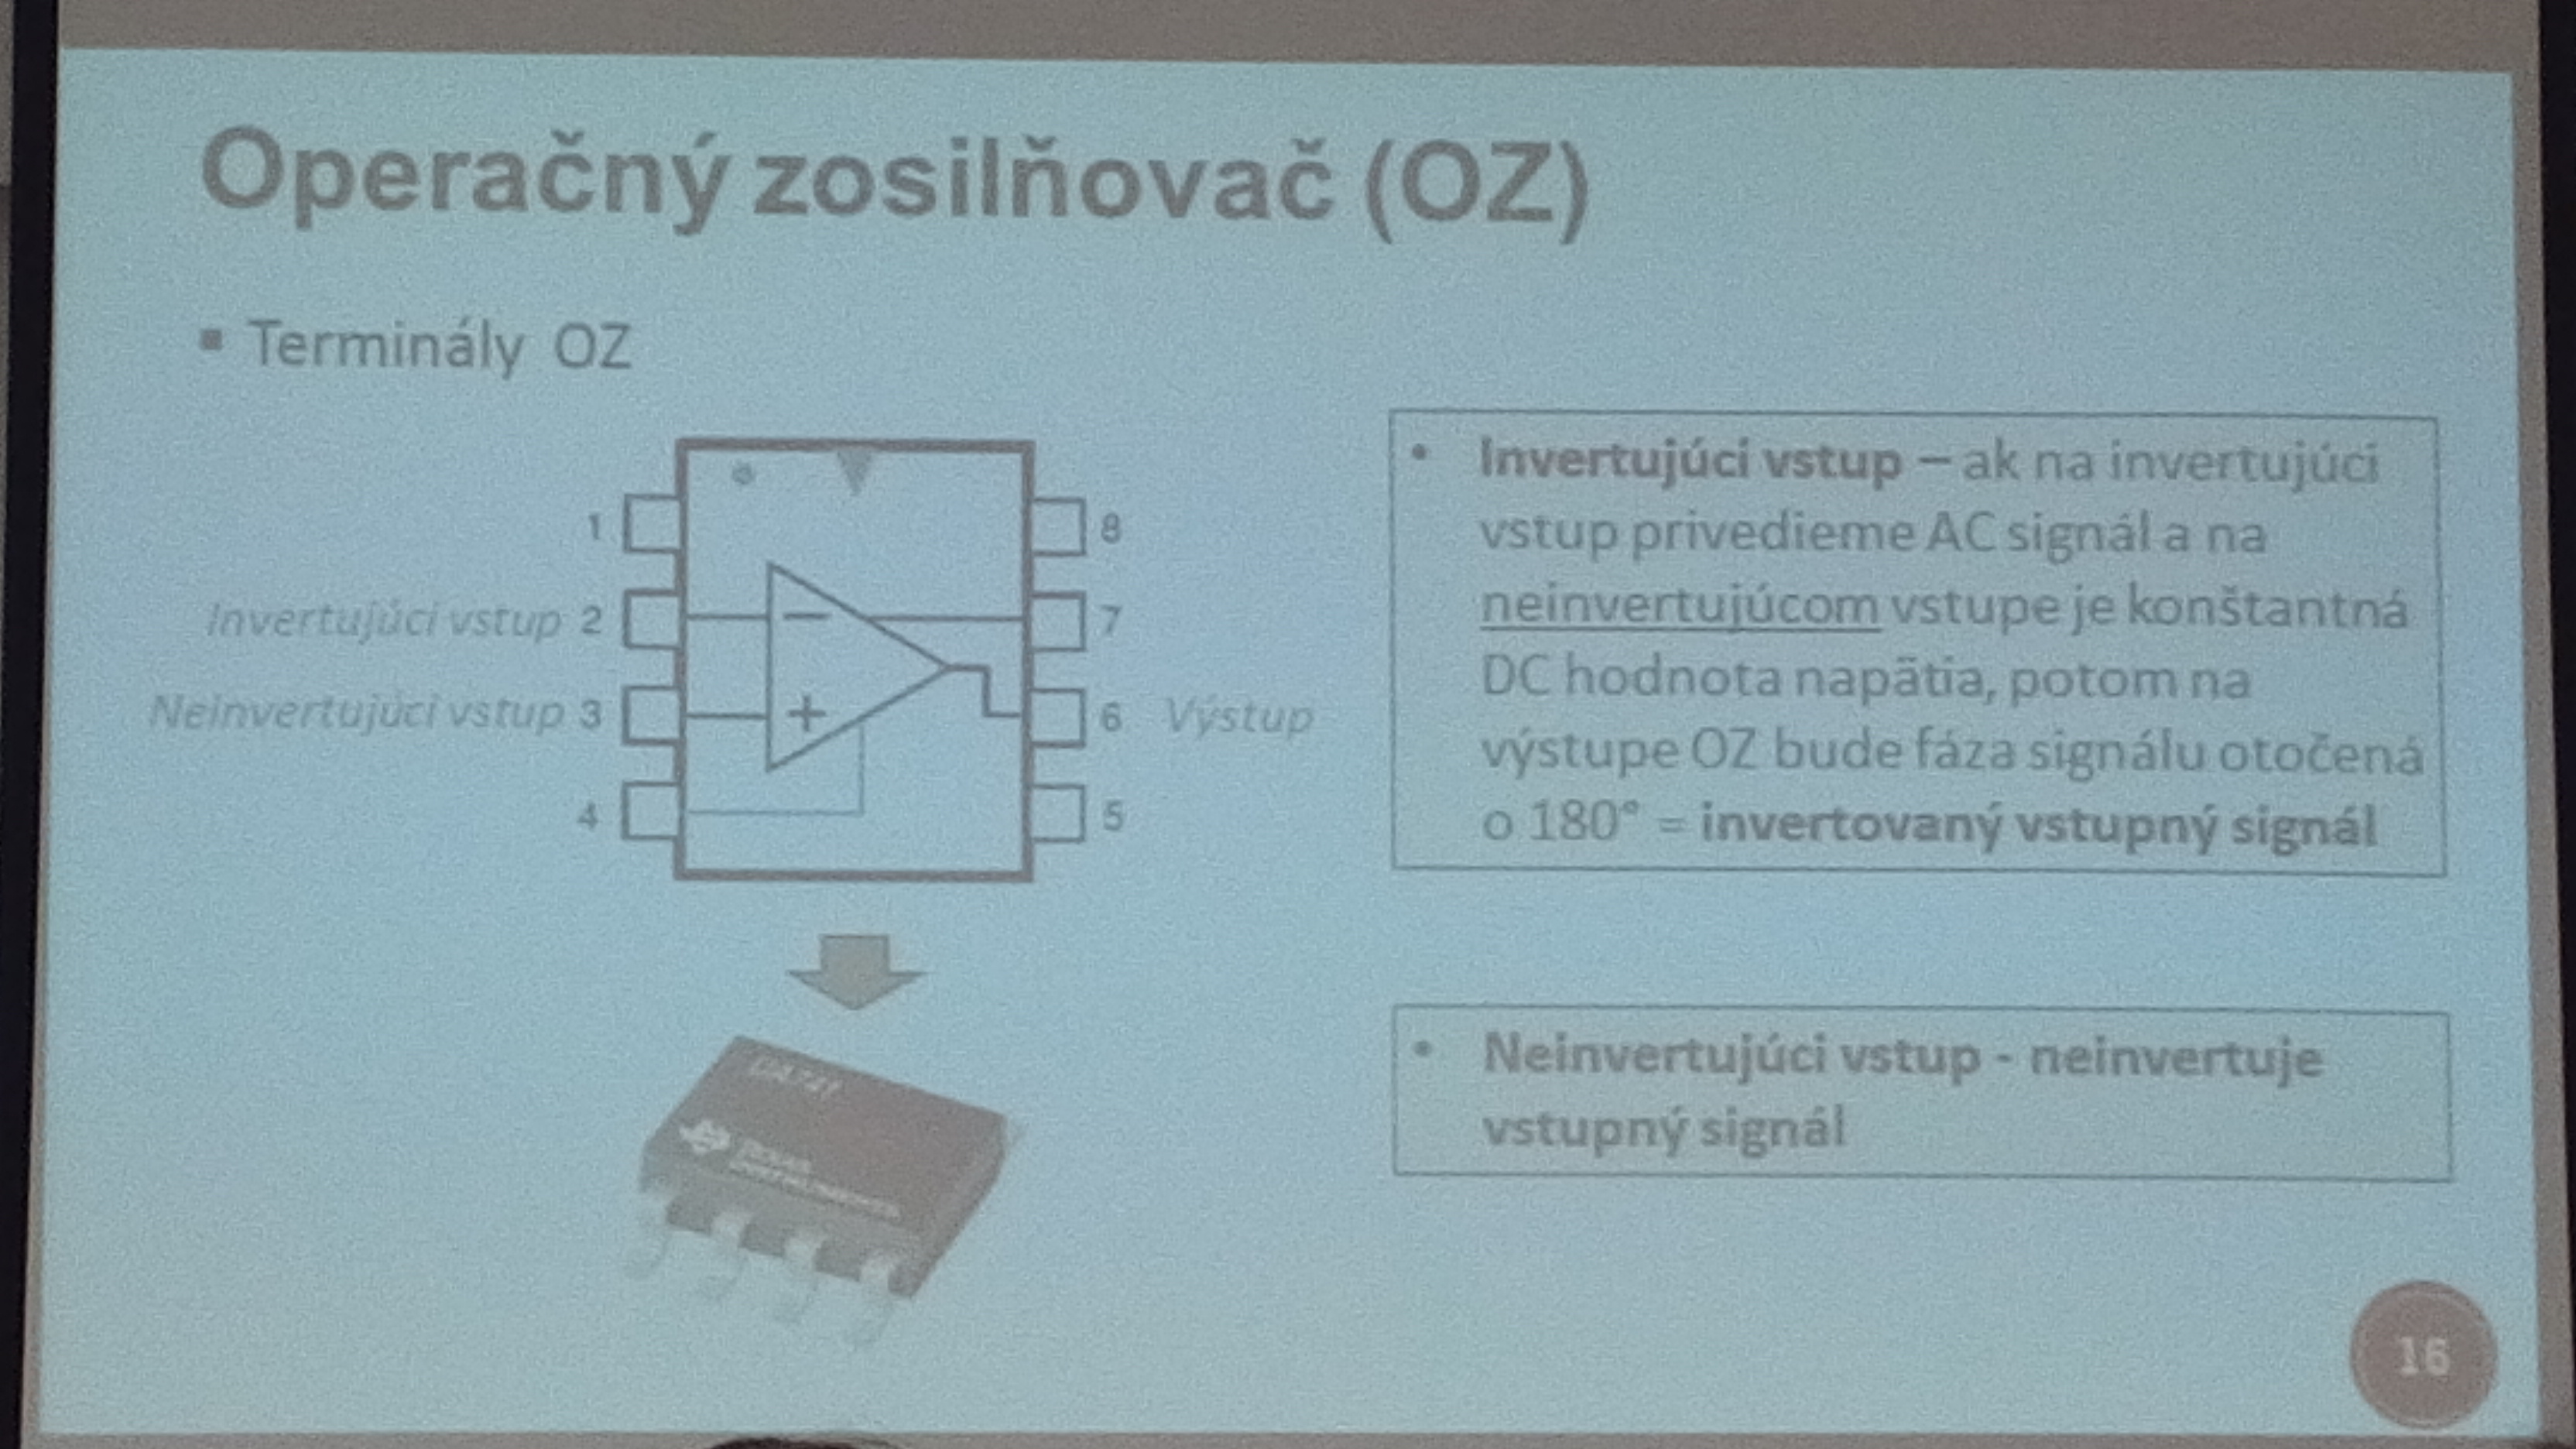 Operačný zosilňovač (OZ)
▪ Terminály OZ
1
8
Invertujúci vstup 2
7
Neinvertujúci vstup 3
6 Výstup
4
5
• Invertujúci vstup – ak na invertujúci
vstup privedieme AC signál a na
neinvertujúcom vstupe je konštantná
DC hodnota napätia, potom na
výstupe OZ bude fáza signálu otočená
o 180° = invertovaný vstupný signál
• Neinvertujúci vstup - neinvertuje
vstupný signál
TEXAS
INSTRUMENTS
16